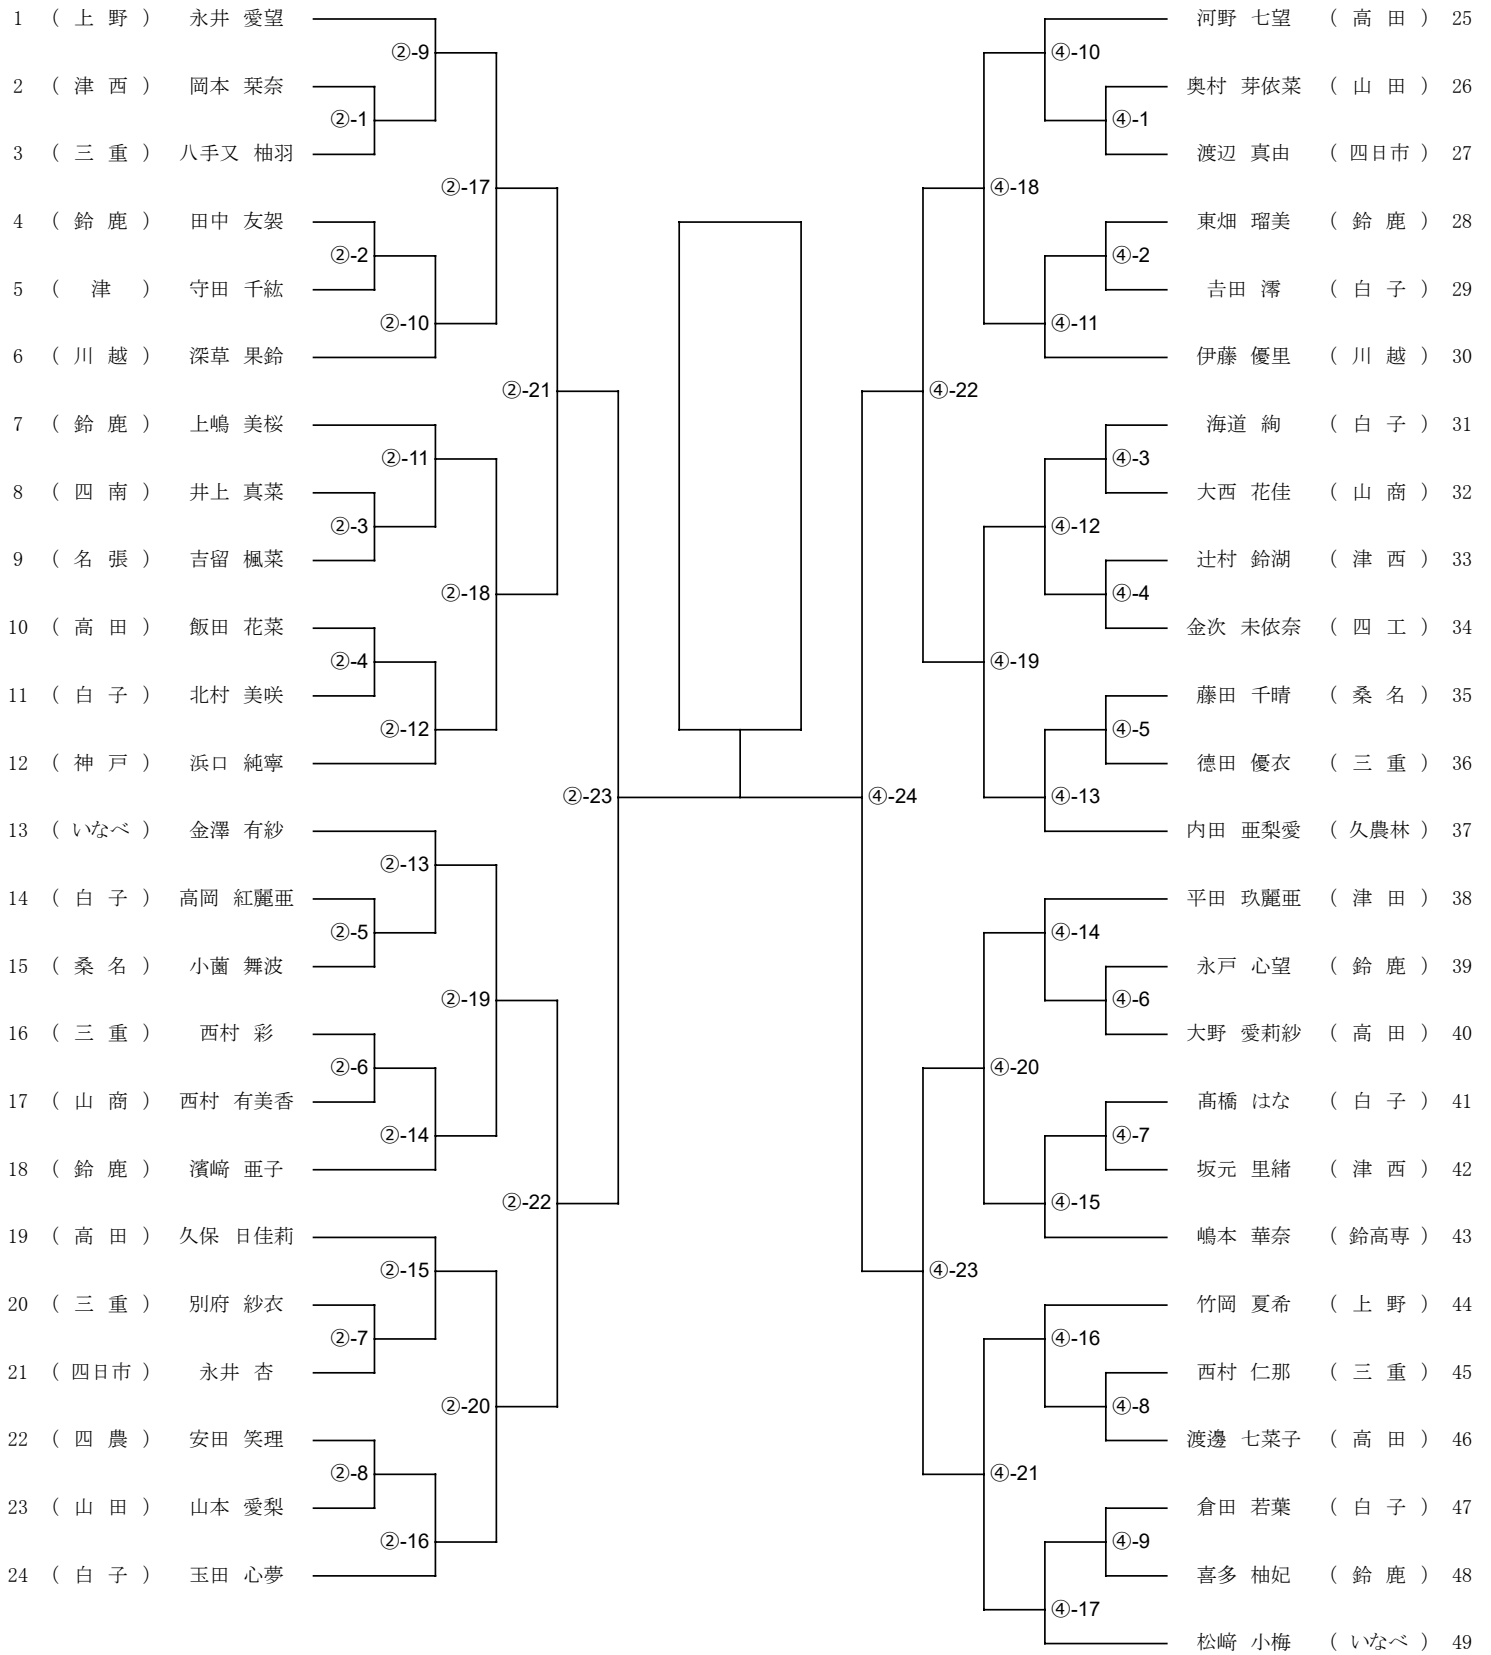 1 （ 上 野 ） 永井 愛望
②-9
2 （ 津 西 ） 岡本 栞奈
②-1
3 （ 三 重 ） 八手又 柚羽
②-17
4 （ 鈴 鹿 ） 田中 友袈
②-2
5 （ 津 ） 守田 千紘
②-10
6 （ 川 越 ） 深草 果鈴
②-21
7 （ 鈴 鹿 ） 上嶋 美桜
②-11
8 （ 四 南 ） 井上 真菜
②-3
9 （ 名 張 ） 吉留 楓菜
②-18
10 （ 高 田 ） 飯田 花菜
②-4
11 （ 白 子 ） 北村 美咲
②-12
12 （ 神 戸 ） 浜口 純寧
②-23
13 （ いなべ ） 金澤 有紗
②-13
14 （ 白 子 ） 高岡 紅麗亜
②-5
15 （ 桑 名 ） 小薗 舞波
②-19
16 （ 三 重 ） 西村 彩
②-6
17 （ 山 商 ） 西村 有美香
②-14
18 （ 鈴 鹿 ） 濱﨑 亜子
②-22
19 （ 高 田 ） 久保 日佳莉
②-15
20 （ 三 重 ） 別府 紗衣
②-7
21 （ 四日市 ） 永井 杏
②-20
22 （ 四 農 ） 安田 笑理
②-8
23 （ 山 田 ） 山本 愛梨
②-16
24 （ 白 子 ） 玉田 心夢
河野 七望 （ 高 田 ） 25
④-10
奥村 芽依菜 （ 山 田 ） 26
④-1
渡辺 真由 （ 四日市 ） 27
④-18
東畑 瑠美 （ 鈴 鹿 ） 28
④-2
𠮷田 澪 （ 白 子 ） 29
④-11
伊藤 優里 （ 川 越 ） 30
④-22
海道 絢 （ 白 子 ） 31
④-3
大西 花佳 （ 山 商 ） 32
④-12
辻村 鈴湖 （ 津 西 ） 33
④-4
金次 未依奈 （ 四 工 ） 34
④-19
藤田 千晴 （ 桑 名 ） 35
④-5
德田 優衣 （ 三 重 ） 36
④-13
④-24
内田 亜梨愛 （ 久農林 ） 37
平田 玖麗亜 （ 津 田 ） 38
④-14
永戸 心望 （ 鈴 鹿 ） 39
④-6
大野 愛莉紗 （ 高 田 ） 40
④-20
髙橋 はな （ 白 子 ） 41
④-7
坂元 里緒 （ 津 西 ） 42
④-15
嶋本 華奈 （ 鈴高専 ） 43
④-23
竹岡 夏希 （ 上 野 ） 44
④-16
西村 仁那 （ 三 重 ） 45
④-8
渡邊 七菜子 （ 高 田 ） 46
④-21
倉田 若葉 （ 白 子 ） 47
④-9
喜多 柚妃 （ 鈴 鹿 ） 48
④-17
松﨑 小梅 （ いなべ ） 49